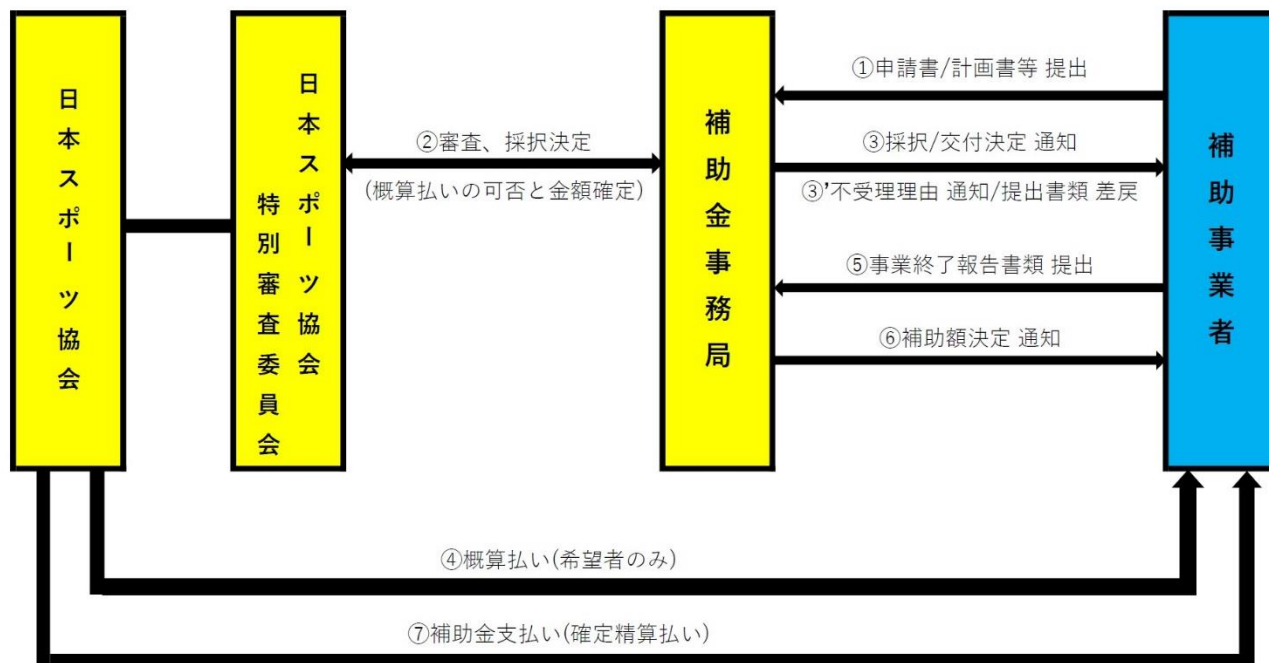 日本スポーツ協会
日本スポーツ協会
特別審査委員会
補助金事務局
補助事業者
①申請書/計画書等 提出
②審査、採択決定
(概算払いの可否と金額確定)
③採択/交付決定 通知
③’不受理理由 通知/提出書類 差戻
⑤事業終了報告書類 提出
⑥補助額決定 通知
④概算払い(希望者のみ)
⑦補助金支払い(確定精算払い)